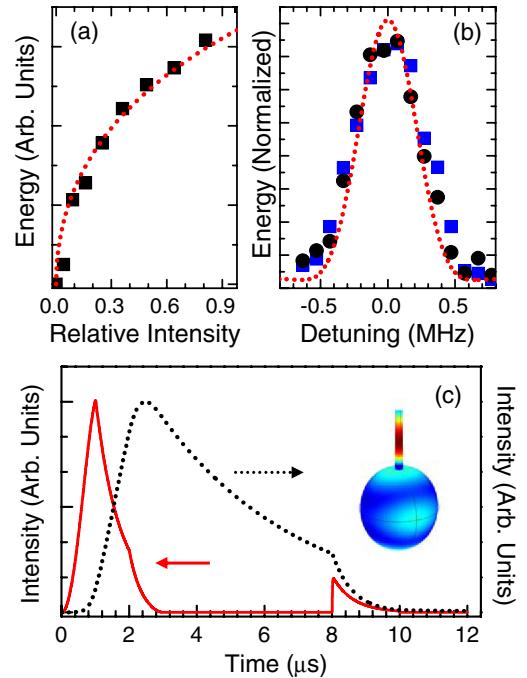 (a)
(b)
Energy (Arb. Units)
Energy (Normalized)
0.0 0.3 0.6 0.9
-0.5 0.0 0.5
Relative Intensity
Detuning (MHz)
(c)
Intensity (Arb. Units)
Intensity (Arb. Units)
0 2 4 6 8 10 12
Time (μs)